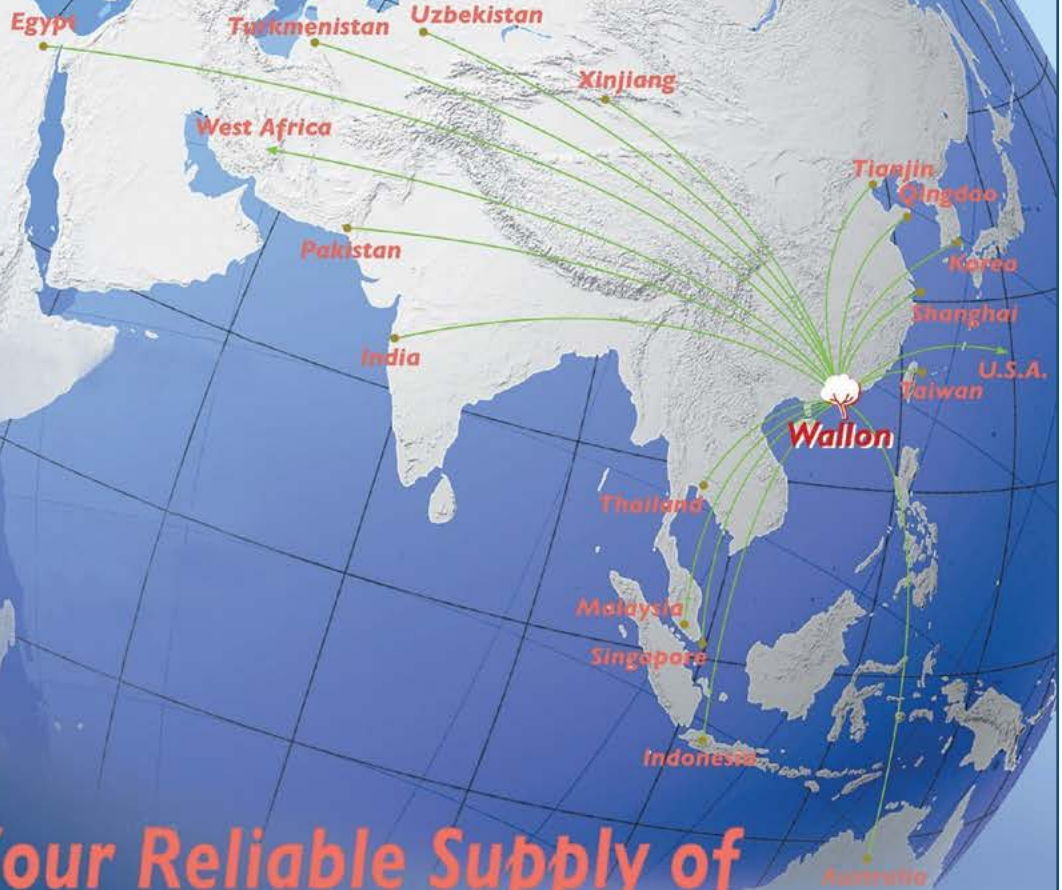 Egypt
Turkmenistan
Uzbekistan
Xinjiang
West Africa
Tianjin
Qingdao
Pakistan
Korea
Shanghai
India
U.S.A.
Taiwan
Wallon
Thailand
Malaysia
Singapore
Indonesia
our Reliable Supply of
Australia